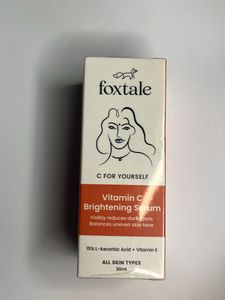 foxtale
C FOR YOURSELF
Vitamin C
Brightening Serum
Visibly reduces dark spots
Balances uneven skin tone
15% L-Ascorbic Acid + Vitamin E
ALL SKIN TYPES
30ml